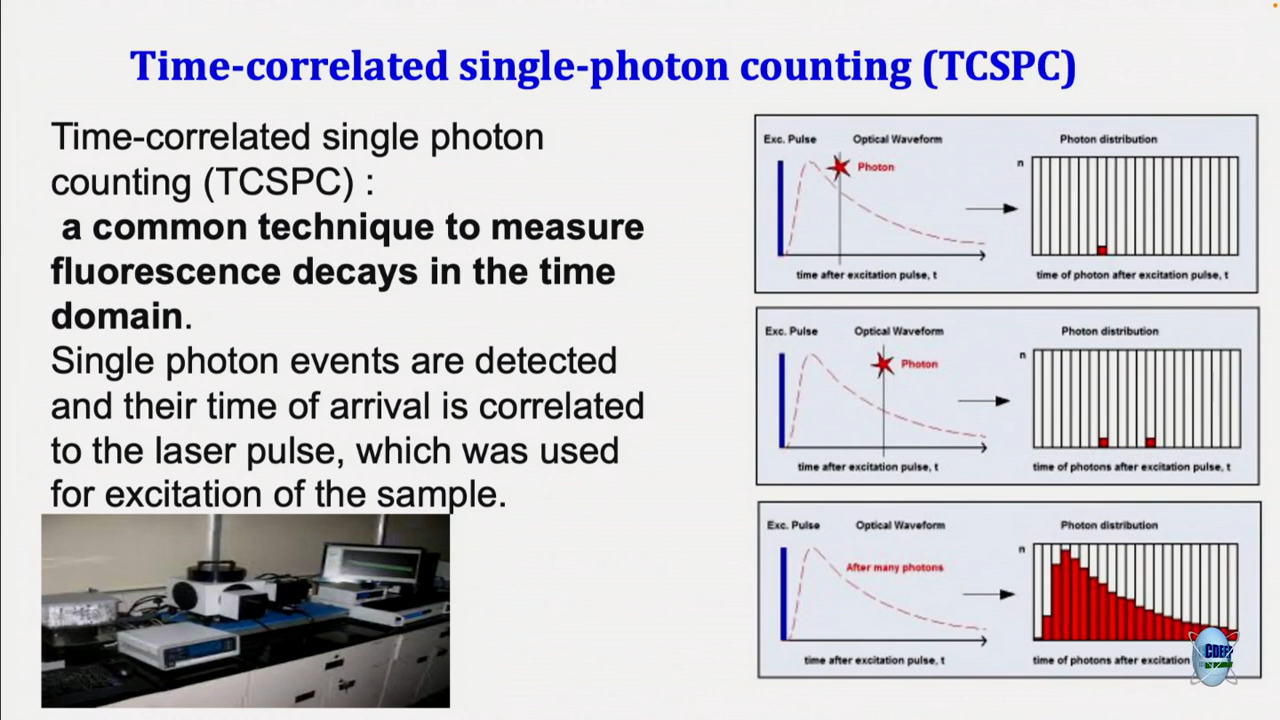 Time-correlated single-photon counting (TCSPC)
Time-correlated single photon
counting (TCSPC) :
a common technique to measure
fluorescence decays in the time
domain.
Single photon events are detected
and their time of arrival is correlated
to the laser pulse, which was used
for excitation of the sample.
Exc. Pulse Optical Waveform Photon distribution
Photon
n
time after excitation pulse, t time of photon after excitation pulse, t
Exc. Pulse Optical Waveform Photon distribution
n
Photon
time after excitation pulse, t time of photons after excitation pulse, t
Exc. Pulse Optical Waveform Photon distribution
n
After many photons
time after excitation pulse, t time of photons after excitation